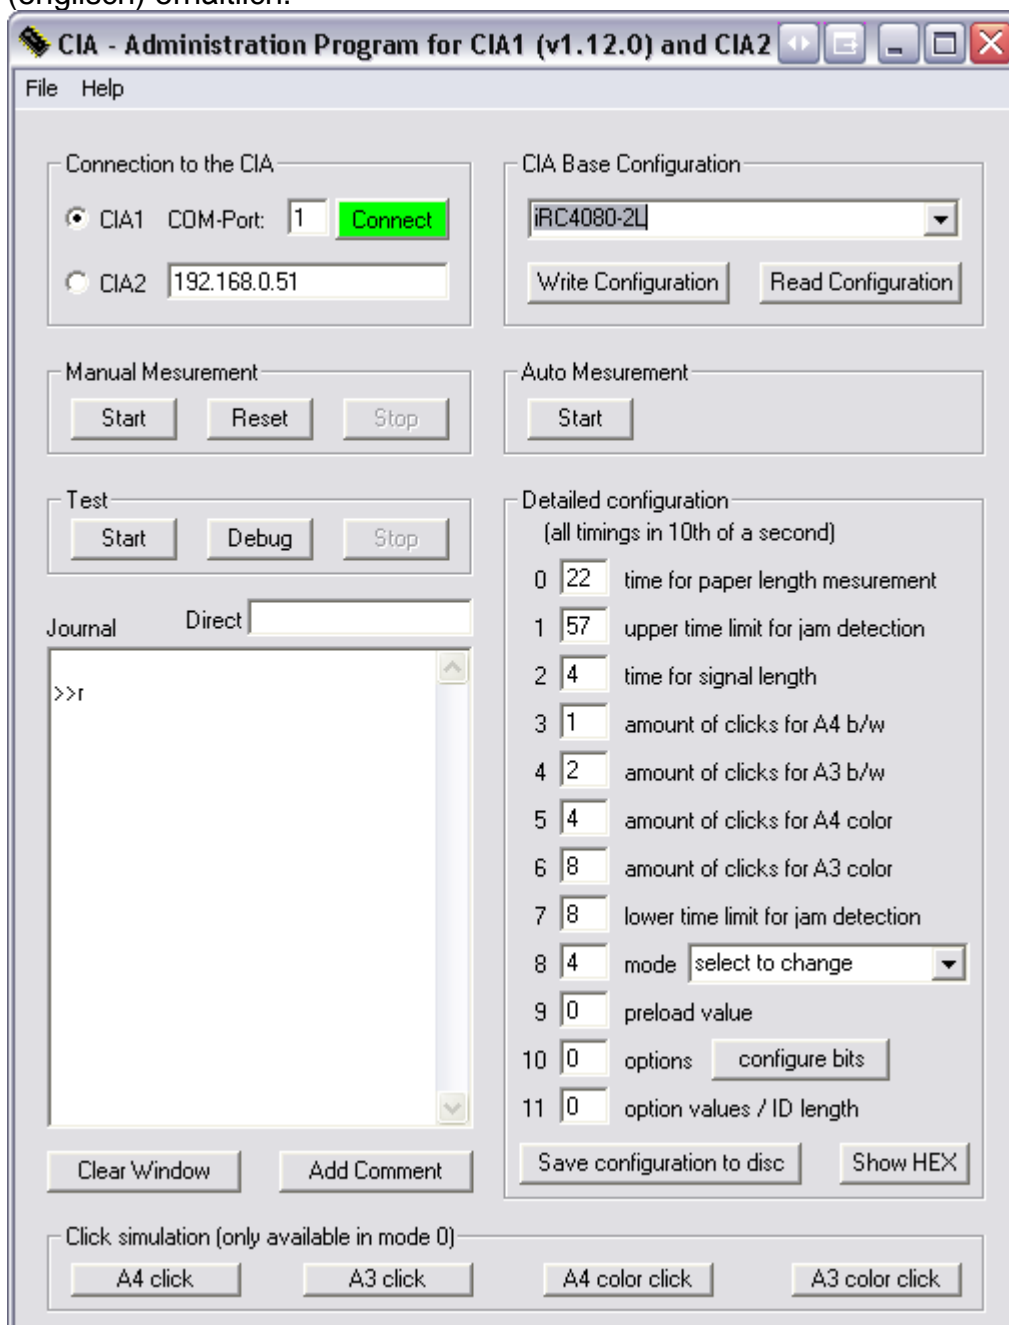 (englisch) erhältlich.
CIA - Administration Program for CIA1 (v1.12.0) and CIA2
File Help
Connection to the CIA
CIA1 COM-Port: 1 Connect
CIA2 192.168.0.51
CIA Base Configuration
iRC4080-2L
Write Configuration Read Configuration
Manual Mesurement
Start Reset Stop
Auto Mesurement
Start
Test
Start Debug Stop
Journal Direct
>>r
Clear Window Add Comment
Detailed configuration
(all timings in 10th of a second)
0 22 time for paper length mesurement
1 57 upper time limit for jam detection
2 4 time for signal length
3 1 amount of clicks for A4 b/w
4 2 amount of clicks for A3 b/w
5 4 amount of clicks for A4 color
6 8 amount of clicks for A3 color
7 8 lower time limit for jam detection
8 4 mode select to change
9 0 preload value
10 0 options configure bits
11 0 option values / ID length
Save configuration to disc Show HEX
Click simulation (only available in mode 0)
A4 click A3 click A4 color click A3 color click